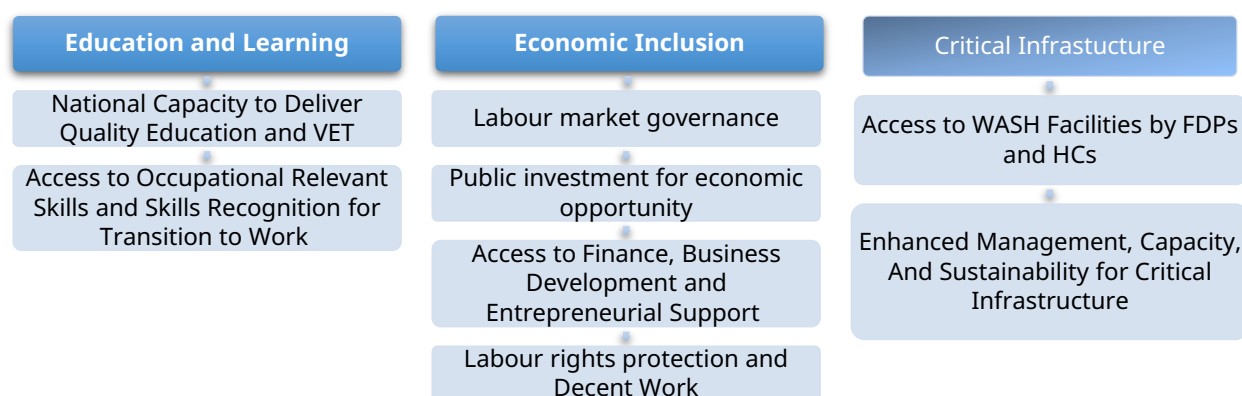 Education and Learning
National Capacity to Deliver
Quality Education and VET
Access to Occupational Relevant
Skills and Skills Recognition for
Transition to Work
Economic Inclusion
Labour market governance
Public investment for economic
opportunity
Access to Finance, Business
Development and
Entrepreneurial Support
Labour rights protection and
Decent Work
Critical Infrastucture
Access to WASH Facilities by FDPs
and HCs
Enhanced Management, Capacity,
And Sustainability for Critical
Infrastructure